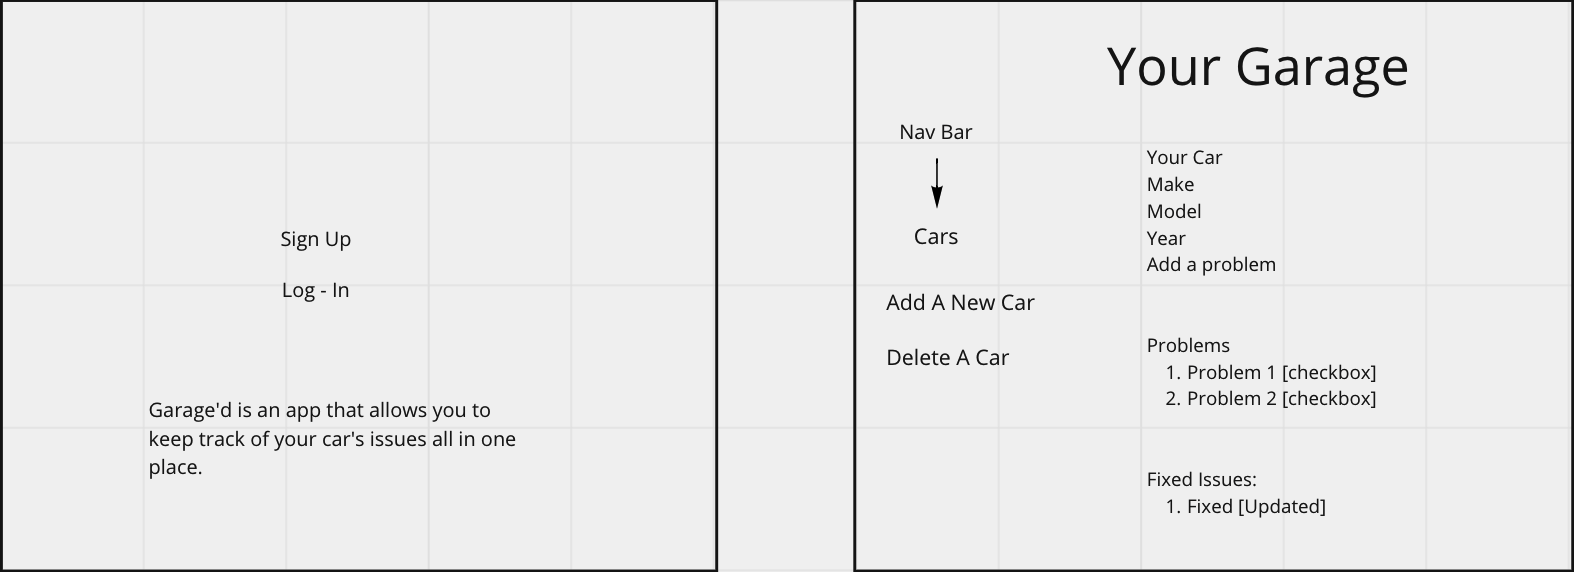 Sign Up
Log - In
Garage'd is an app that allows you to
keep track of your car's issues all in one
place.
Your Garage
Nav Bar
Cars
Add A New Car
Delete A Car
Your Car
Make
Model
Year
Add a problem
Problems
1. Problem 1 [checkbox]
2. Problem 2 [checkbox]
Fixed Issues:
1. Fixed [Updated]